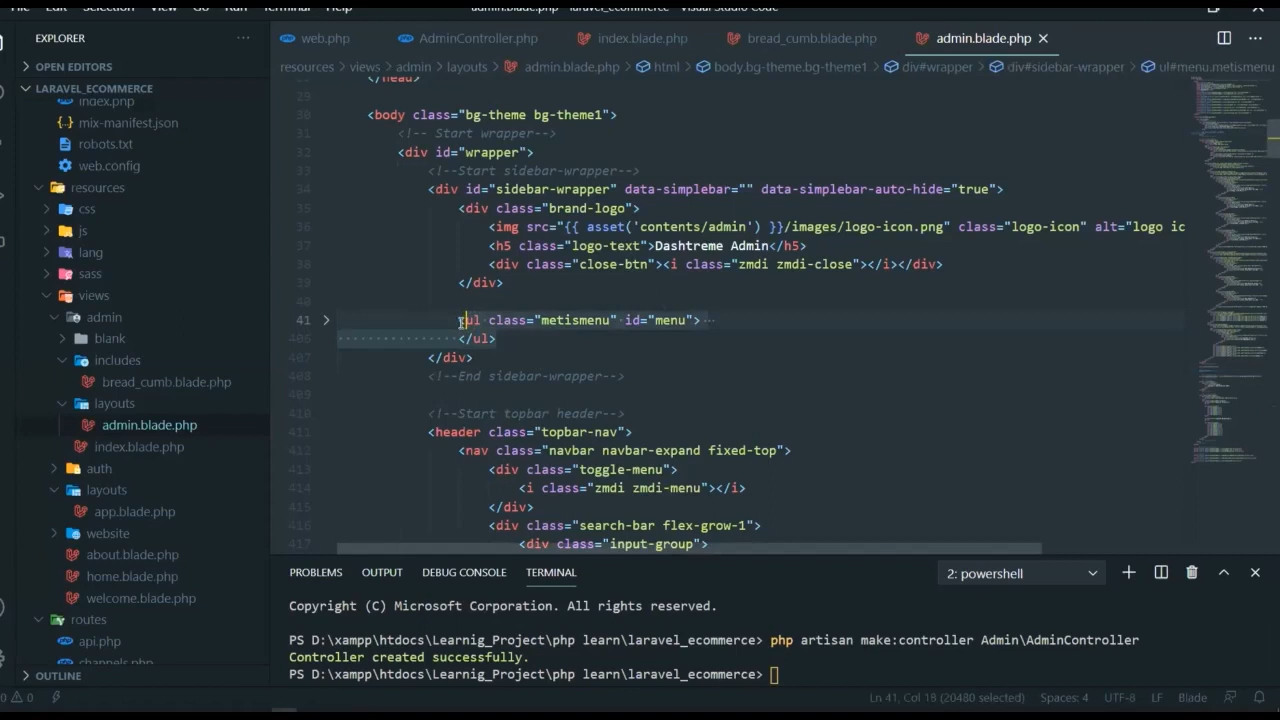 File Edit Selection View Go Run Terminal Help admin.blade.php - laravel_ecommerce - Visual Studio Code
EXPLORER ...
web.php AdminController.php index.blade.php bread_cumb.blade.php admin.blade.php
OPEN EDITORS
LARAVEL_ECOMMERCE
index.php
mix-manifest.json
robots.txt
web.config
resources
css
js
lang
sass
views
admin
blank
includes
bread_cumb.blade.php
layouts
admin.blade.php
index.blade.php
auth
layouts
app.blade.php
website
about.blade.php
home.blade.php
welcome.blade.php
routes
api.php
channels.php
OUTLINE
resources > views > admin > layouts > admin.blade.php > html > body.bg-theme.bg-theme1 > div#wrapper > div#sidebar-wrapper > ul#menu.metismenu
</head>
29
30 <body class="bg-theme bg-theme1">
31 <!-- Start wrapper-->
32 <div id="wrapper">
33 <!--Start sidebar-wrapper-->
34 <div id="sidebar-wrapper" data-simplebar="" data-simplebar-auto-hide="true">
35 <div class="brand-logo">
36 <img src="{{ asset('contents/admin') }}/images/logo-icon.png" class="logo-icon" alt="logo ic
37 <h5 class="logo-text">Dashtreme Admin</h5>
38 <div class="close-btn"><i class="zmdi zmdi-close"></i></div>
39 </div>
40
41 ul class="metismenu" id="menu"> ...
406 </ul>
407 </div>
408 <!--End sidebar-wrapper-->
409
410 <!--Start topbar header-->
411 <header class="topbar-nav">
412 <nav class="navbar navbar-expand fixed-top">
413 <div class="toggle-menu">
414 <i class="zmdi zmdi-menu"></i>
415 </div>
416 <div class="search-bar flex-grow-1">
417 <div class="input-group">
PROBLEMS OUTPUT DEBUG CONSOLE TERMINAL 2: powershell
Copyright (C) Microsoft Corporation. All rights reserved.
PS D:\xampp\htdocs\Learnig_Project\php learn\laravel_ecommerce> php artisan make:controller Admin\AdminController
Controller created successfully.
PS D:\xampp\htdocs\Learnig_Project\php learn\laravel_ecommerce>
0 0 Ln 41, Col 18 (20480 selected) Spaces: 4 UTF-8 LF Blade